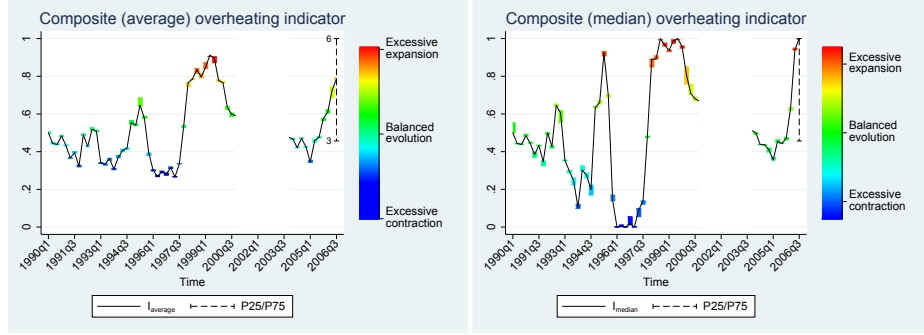 Composite (average) overheating indicator
1
.8
.6
.4
.2
0
6
3
1990q1
1991q3
1993q1
1994q3
1996q1
1997q3
1999q1
2000q3
2002q1
2003q3
2005q1
2006q3
Time
Excessive
expansion
Balanced
evolution
Excessive
contraction
I average
P25/P75
Composite (median) overheating indicator
1
.8
.6
.4
.2
0
1990q1
1991q3
1993q1
1994q3
1996q1
1997q3
1999q1
2000q3
2002q1
2003q3
2005q1
2006q3
Time
Excessive
expansion
Balanced
evolution
Excessive
contraction
I median
P25/P75